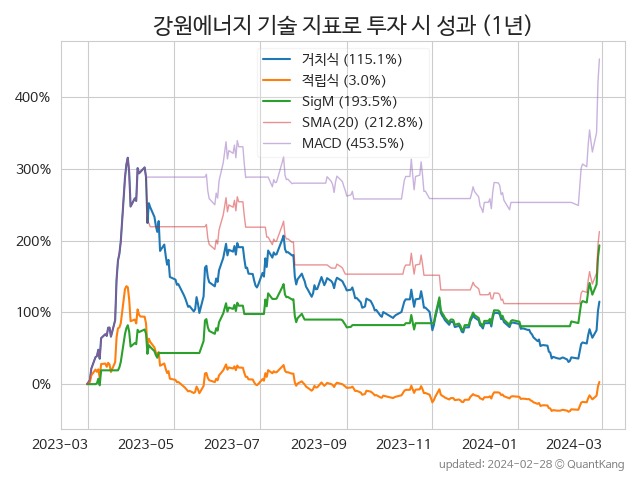 강원에너지 기술 지표로 투자 시 성과 (1년)
거치식 (115.1%)
적립식 (3.0%)
SigM (193.5%)
SMA(20) (212.8%)
MACD (453.5%)
400%
300%
200%
100%
0%
2023-03 2023-05 2023-07 2023-09 2023-11 2024-01 2024-03
updated: 2024-02-28 © QuantKang